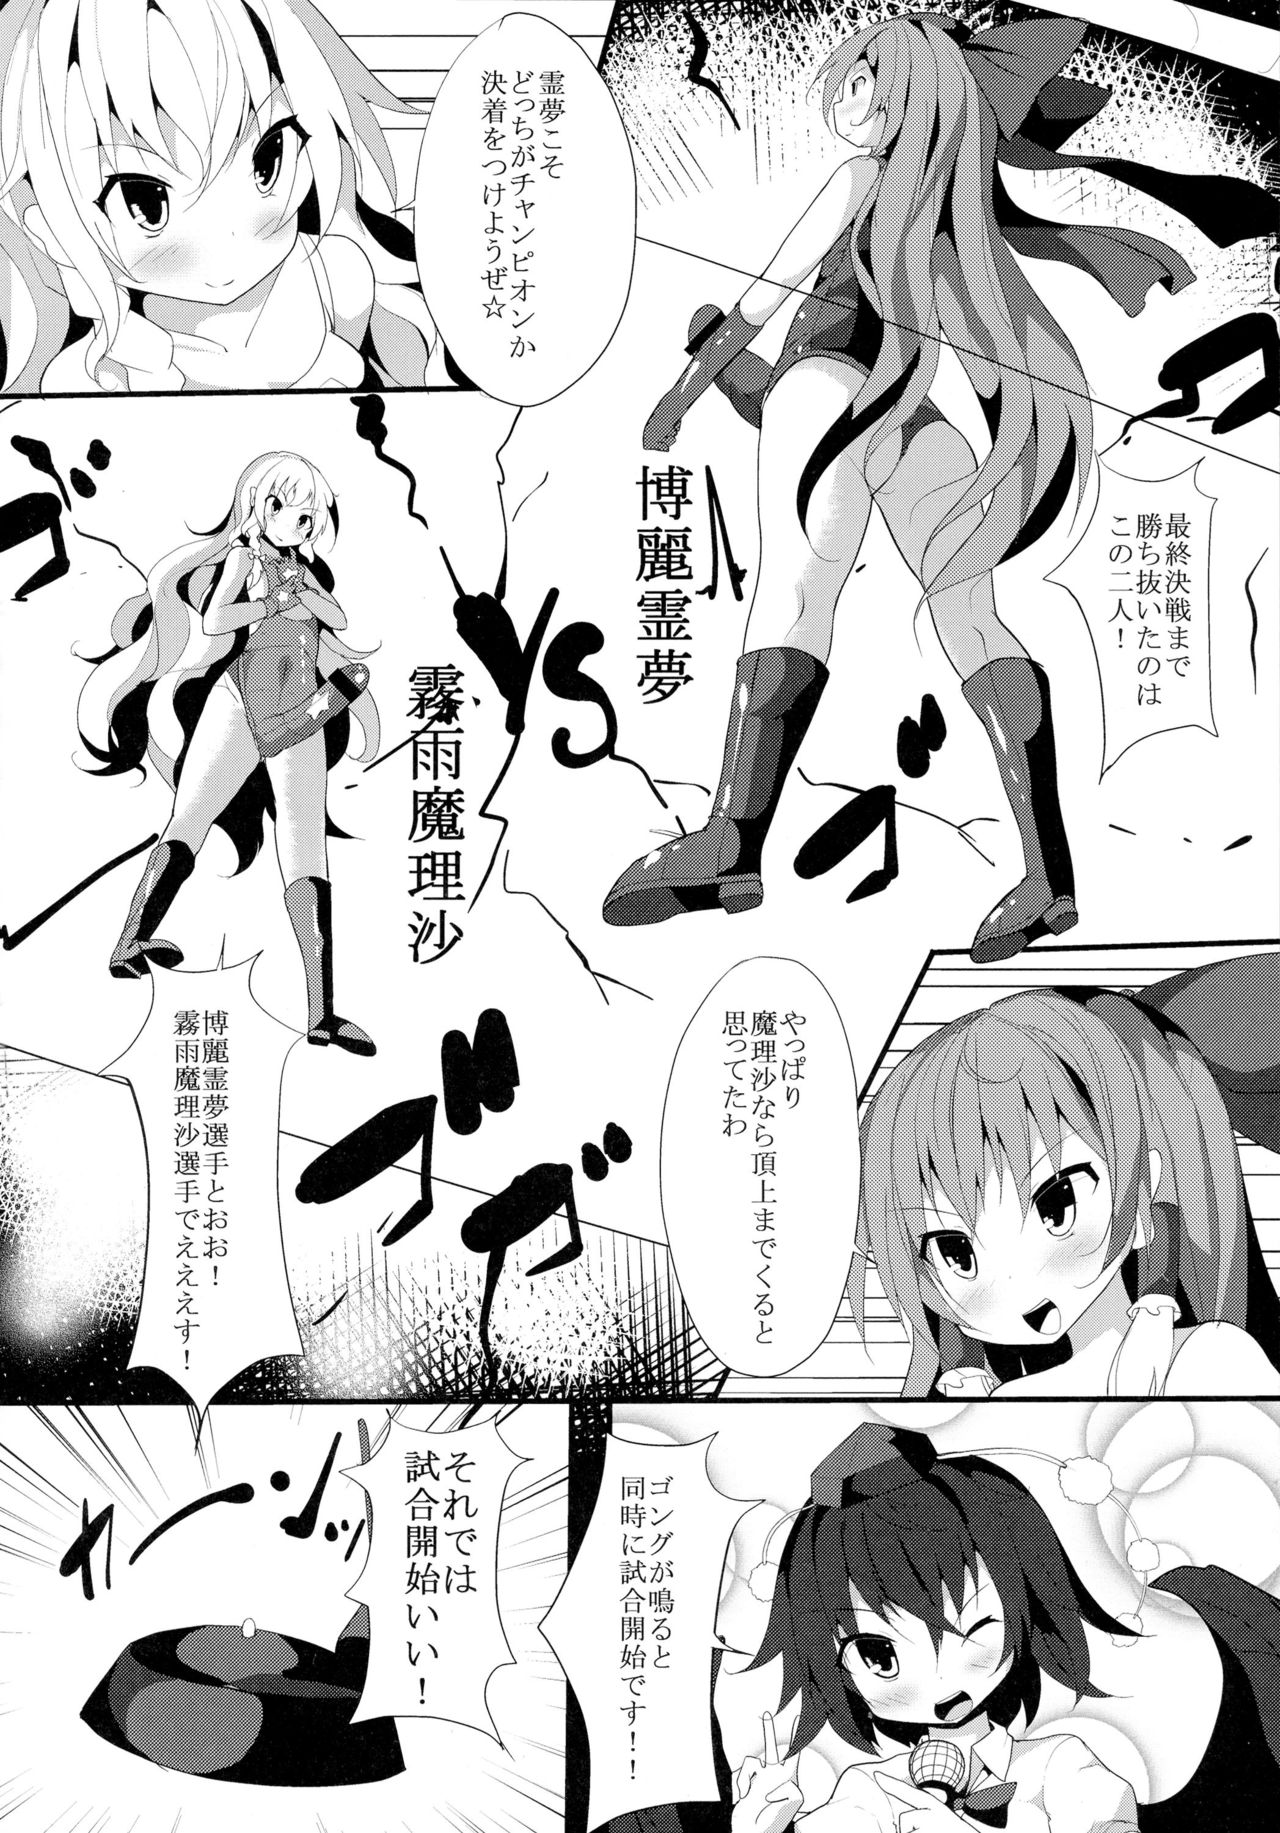 最終決戦まで
勝ち抜いたのは
この二人！
博麗霊夢
VS
霧雨魔理沙
霊夢こそ
どっちがチャンピオンか
決着をつけようぜ☆
ゴゴ
ゴゴ
やっぱり
魔理沙なら頂上までくると
思ってたわ
博麗霊夢選手とおお！
霧雨魔理沙選手でえええす！
ゴングが鳴ると
同時に試合開始です！！
それでは
試合開始いい！